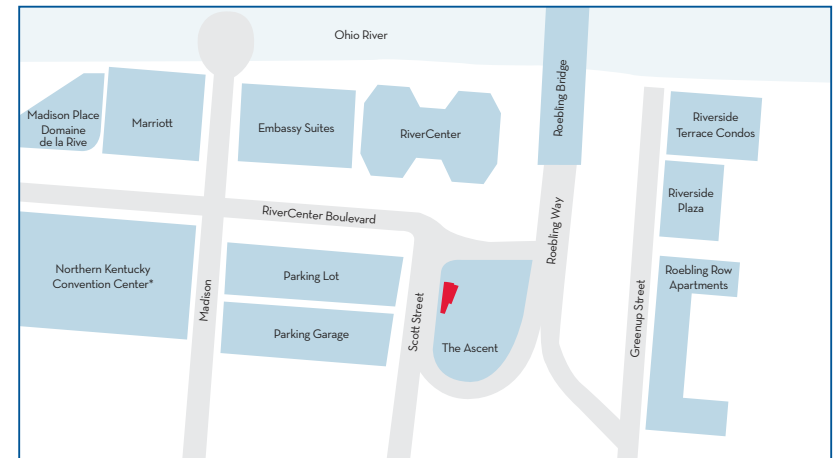 Ohio River
Roebling Bridge
Madison Place
Domaine
de la Rive
Marriott
Embassy Suites
RiverCenter
Riverside
Terrace Condos
Riverside
Plaza
RiverCenter Boulevard
Roebling Way
Northern Kentucky
Convention Center*
Madison
Parking Lot
Parking Garage
Scott Street
The Ascent
Greenup Street
Roebling Row
Apartments